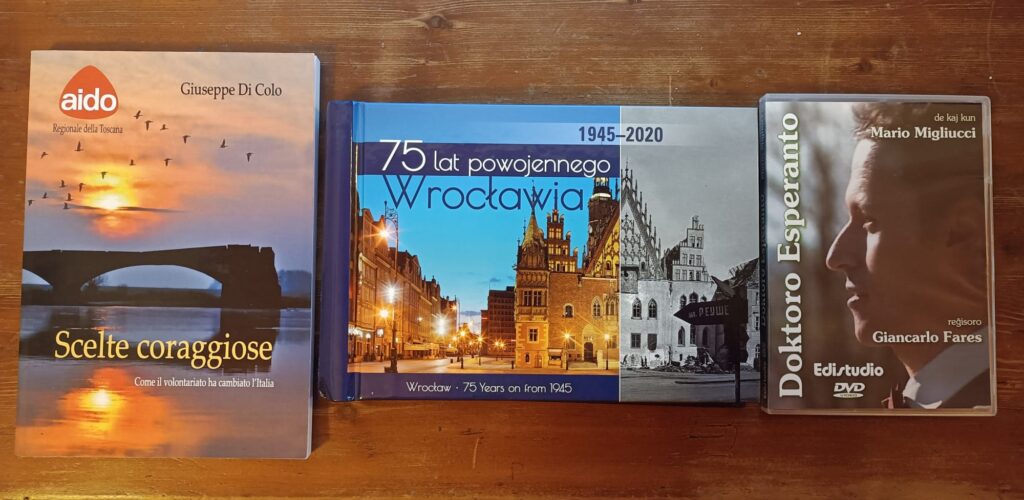 aido
Regionale della Toscana
Giuseppe Di Colo
Scelte coraggiose
Come il volontariato ha cambiato l'Italia
1945–2020
75 lat powojennego
Wrocławia
Wrocław · 75 Years on from 1945
Doktoro Esperanto
de kaj kun
Mario Migliucci
reĝisoro
Giancarlo Fares
Edistudio
DVD